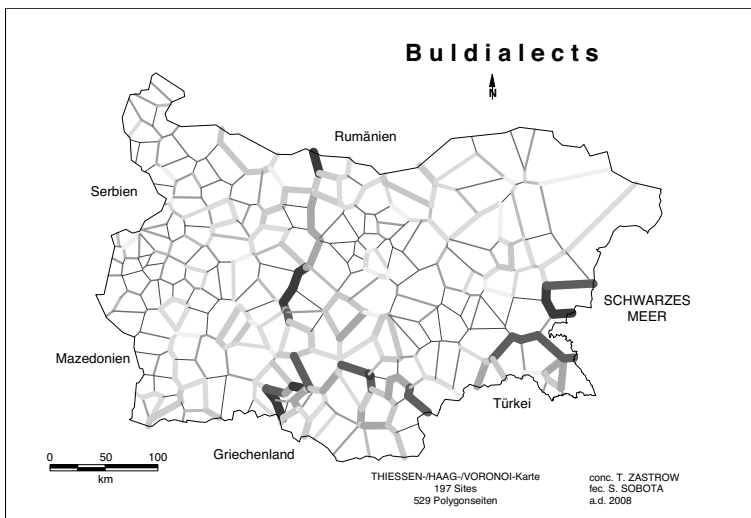 Buldialects
N
Rumänien
Serbien
SCHWARZES
MEER
Mazedonien
Türkei
Griechenland
0 50 100
km
THIESSEN-/HAAG-/VORONOI-Karte
197 Sites
529 Polygonseiten
conc. T. ZASTROW
fec. S. SOBOTA
a.d. 2008